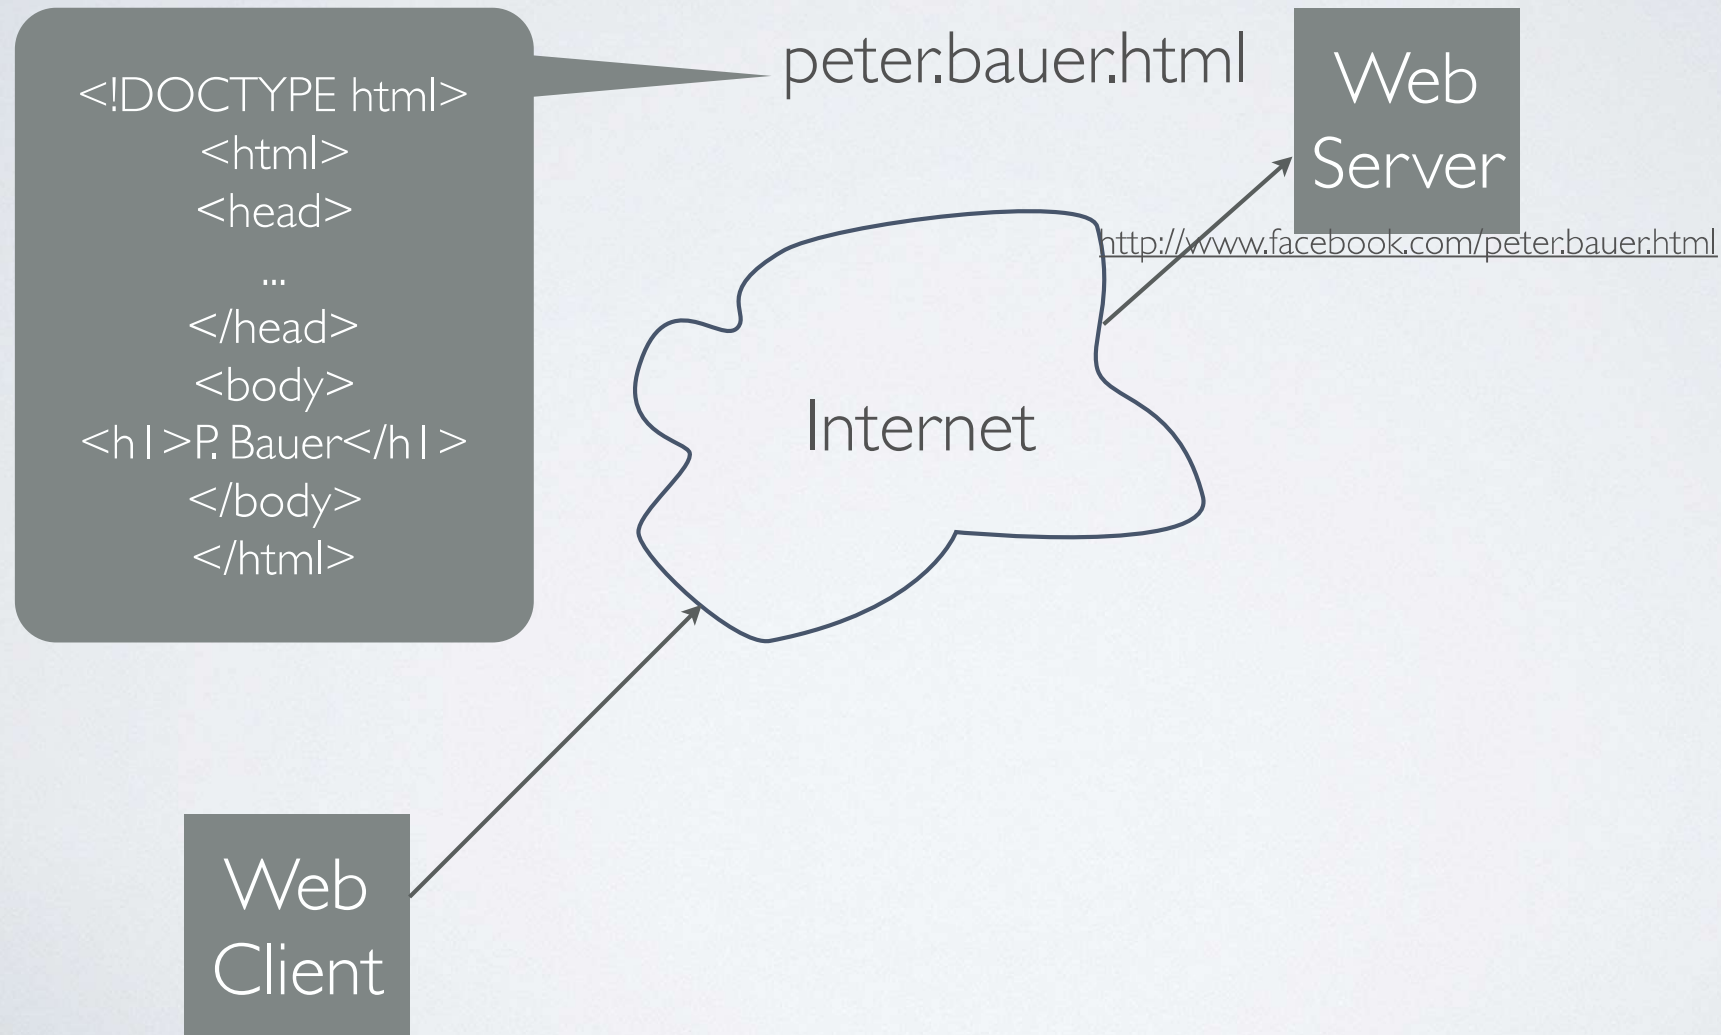 <!DOCTYPE html>
<html>
<head>
...
</head>
<body>
<h1>P. Bauer</h1>
</body>
</html>
peter.bauer.html
Web
Server
http://www.facebook.com/peter.bauer.html
Internet
Web
Client